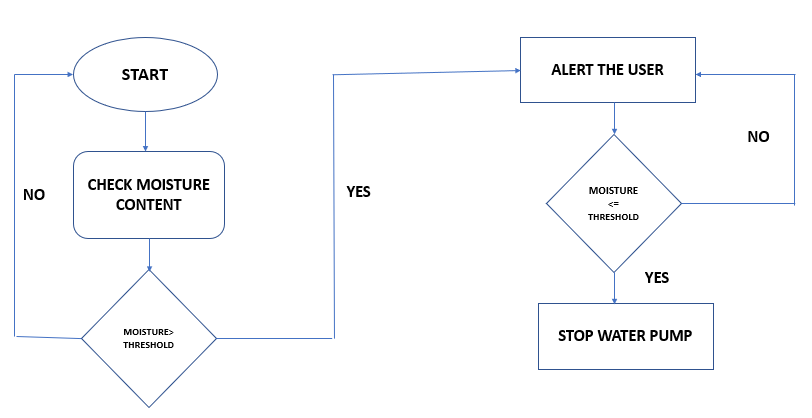 START
CHECK MOISTURE
CONTENT
NO
MOISTURE>
THRESHOLD
YES
ALERT THE USER
NO
MOISTURE
<=
THRESHOLD
YES
STOP WATER PUMP